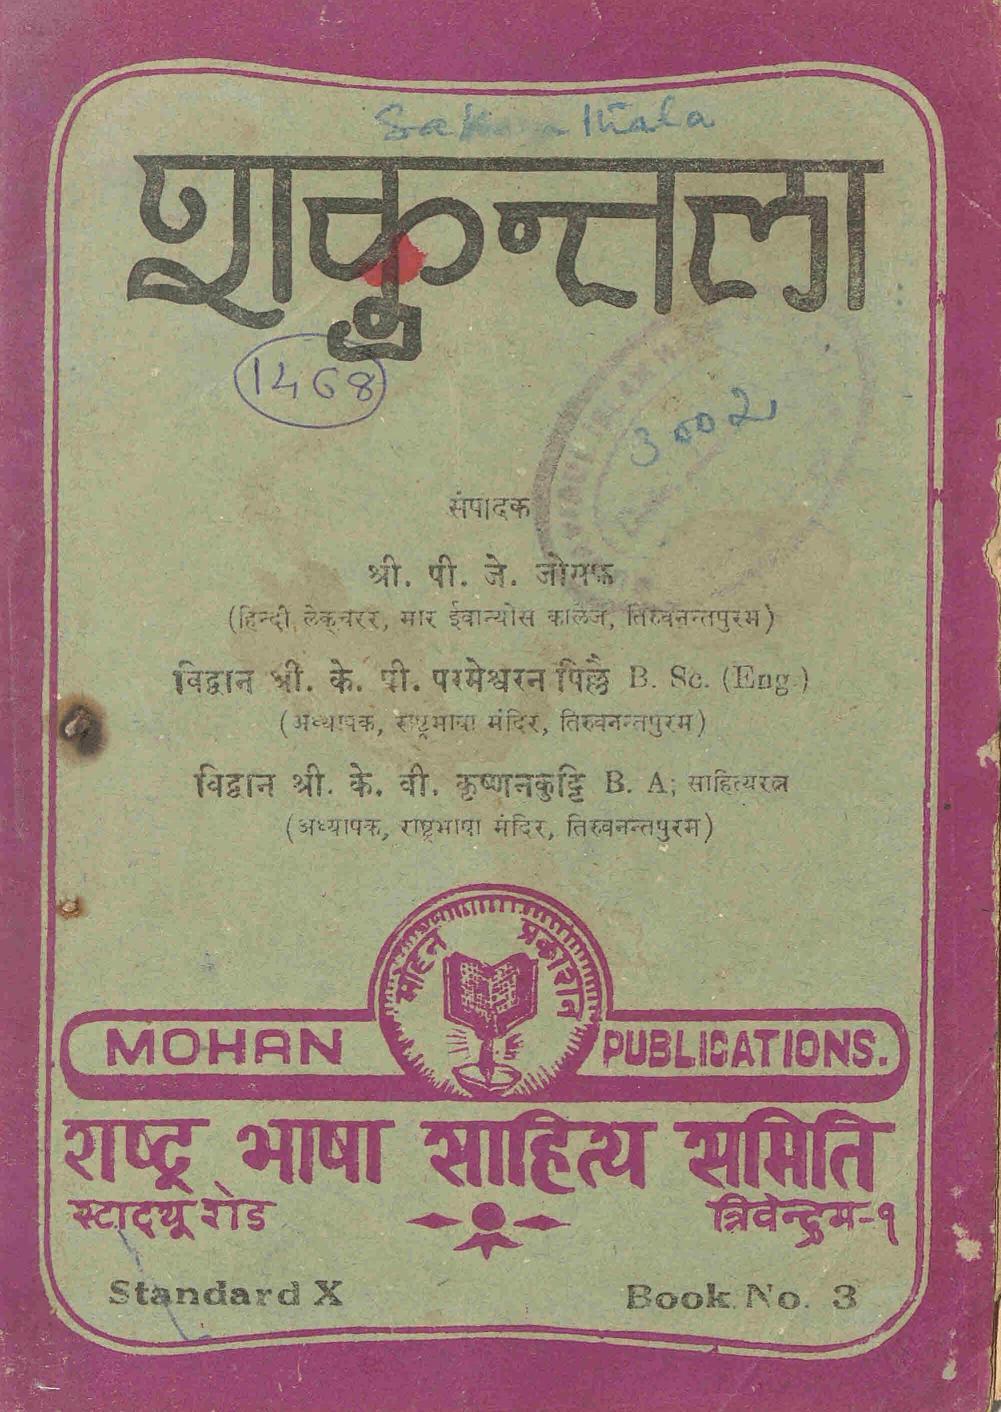 शकुन्तला
1468
3002
संपादक
श्री. पी. जे. जोसफ
(हिन्दी लेक्चरर, मार ईवान्योस कालेज, तिरुवनन्तपुरम)
विद्वान श्री. के. पी. परमेश्वरन पिल्लै B. Sc. (Eng.)
(अध्यापक, राष्ट्रभाषा मंदिर, तिरुवनन्तपुरम)
विद्वान श्री. के. वी. कृष्णनकुट्टि B. A; साहित्यरत्न
(अध्यापक, राष्ट्रभाषा मंदिर, तिरुवनन्तपुरम)
मोहन प्रकाशन
MOHAN PUBLICATIONS.
राष्ट्र भाषा साहित्य समिति
स्टाट्यु रोड त्रिवेन्द्रम-१
Standard X Book No. 3